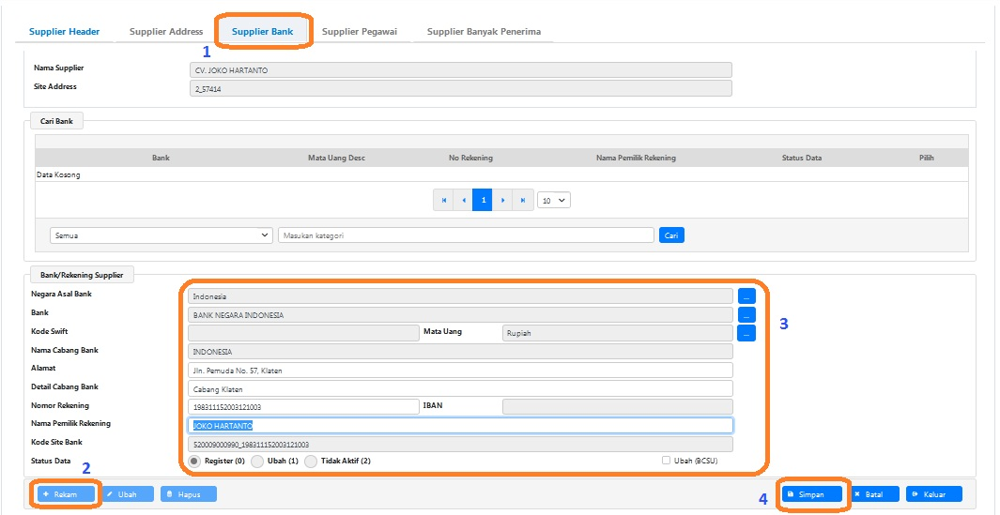 Supplier Header Supplier Address Supplier Bank Supplier Pegawai Supplier Banyak Penerima
1
Nama Supplier CV. JOKO HARTANTO
Site Address 2_57414
Cari Bank
Bank Mata Uang Desc No Rekening Nama Pemilik Rekening Status Data Pilih
Data Kosong
1 10
Semua Masukan kategori Cari
Bank/Rekening Supplier
Negara Asal Bank Indonesia ...
Bank BANK NEGARA INDONESIA ...
3
Kode Swift Mata Uang Rupiah ...
Nama Cabang Bank INDONESIA
Alamat Jln. Pemuda No. 57, Klaten
Detail Cabang Bank Cabang Klaten
Nomor Rekening 198311152003121003 IBAN
Nama Pemilik Rekening JOKO HARTANTO
Kode Site Bank 520009000990_198311152003121003
Status Data Register (0) Ubah (1) Tidak Aktif (2) Ubah (BCSU)
2
Rekam Ubah Hapus 4 Simpan Batal Keluar